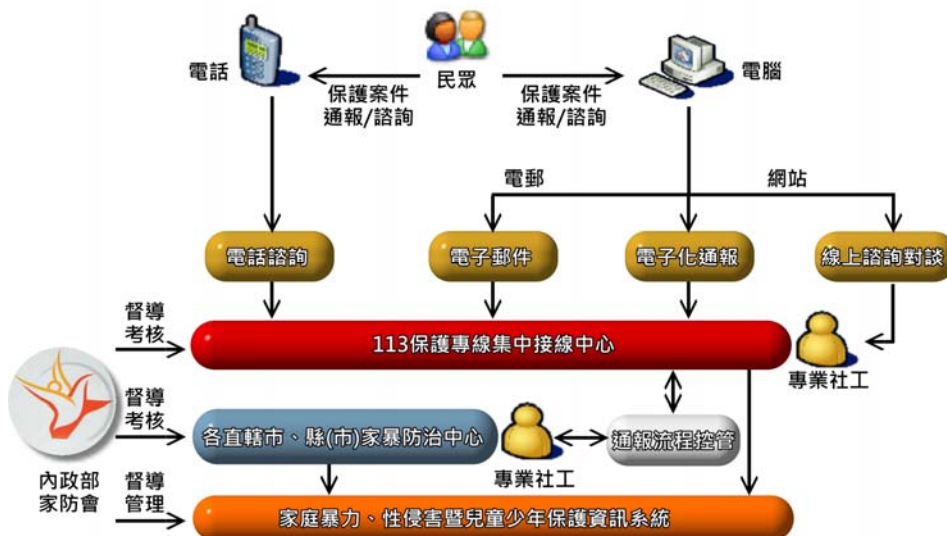 電話
民眾
電腦
保護案件
通報/諮詢
保護案件
通報/諮詢
電郵
網站
電話諮詢
電子郵件
電子化通報
線上諮詢對談
督導
考核
113保護專線集中接線中心
專業社工
督導
考核
各直轄市、縣(市)家暴防治中心
專業社工
通報流程控管
內政部
家防會
督導
管理
家庭暴力、性侵害暨兒童少年保護資訊系統